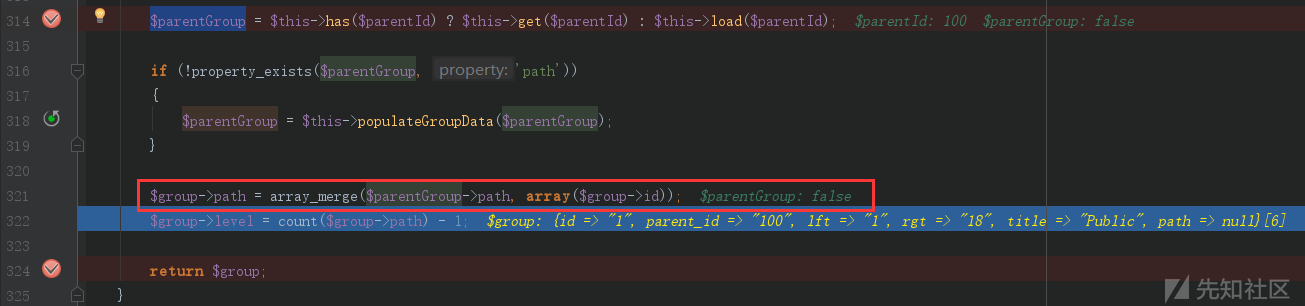 314 $parentGroup = $this->has($parentId) ? $this->get($parentId) : $this->load($parentId); $parentId: 100 $parentGroup: false
315
316 if (!property_exists($parentGroup, property: 'path'))
317 {
318 $parentGroup = $this->populateGroupData($parentGroup);
319 }
320
321 $group->path = array_merge($parentGroup->path, array($group->id)); $parentGroup: false
322 $group->level = count($group->path) - 1; $group: {id => "1", parent_id => "100", lft => "1", rgt => "18", title => "Public", path => null}[6]
323
324 return $group;
325 }
先知社区